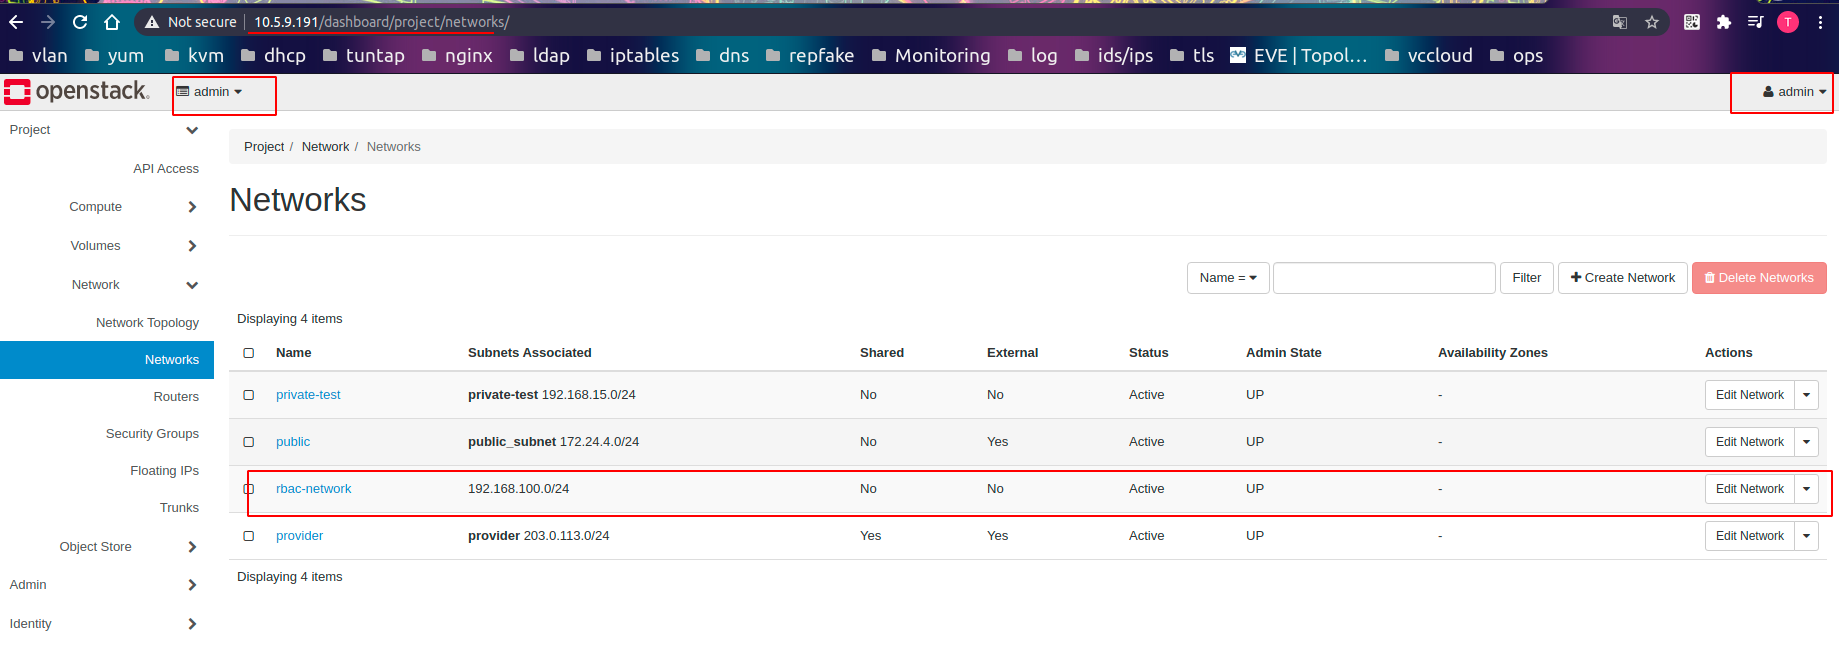 Not secure 10.5.9.191/dashboard/project/networks/ T
vlan yum kvm dhcp tuntap nginx ldap iptables dns repfake Monitoring log ids/ips tls EVE | Topol... vccloud ops
openstack. admin admin
Project
Project / Network / Networks
API Access
Networks
Compute
Volumes
Network
Name = Filter Create Network Delete Networks
Network Topology
Displaying 4 items
Networks
Name Subnets Associated Shared External Status Admin State Availability Zones Actions
Routers
private-test private-test 192.168.15.0/24 No No Active UP - Edit Network
Security Groups
public public_subnet 172.24.4.0/24 No Yes Active UP - Edit Network
Floating IPs
rbac-network 192.168.100.0/24 No No Active UP - Edit Network
Trunks
provider provider 203.0.113.0/24 Yes Yes Active UP - Edit Network
Object Store
Displaying 4 items
Admin
Identity